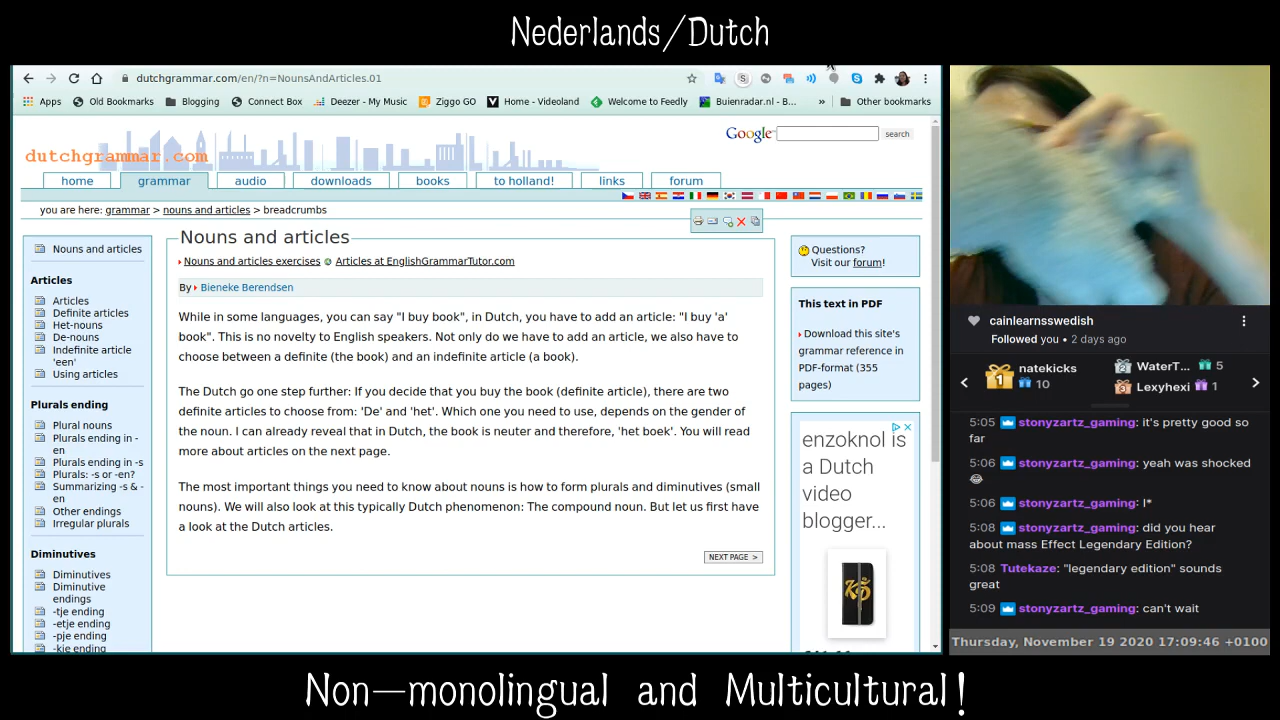 Nederlands/Dutch
dutchgrammar.com/en/?n=NounsAndArticles.01
Apps
Old Bookmarks
Blogging
Connect Box
Deezer - My Music
Ziggo GO
Home - Videoland
Welcome to Feedly
Buienradar.nl - B...
»
Other bookmarks
dutchgrammar.com
Google™
search
home
grammar
audio
downloads
books
to holland!
links
forum
you are here: grammar > nouns and articles > breadcrumbs
Nouns and articles
Articles
Articles
Definite articles
Het-nouns
De-nouns
Indefinite article
'een'
Using articles
Plurals ending
Plural nouns
Plurals ending in -
en
Plurals ending in -s
Plurals: -s or -en?
Summarizing -s & -
en
Other endings
Irregular plurals
Diminutives
Diminutives
Diminutive
endings
-tje ending
-etje ending
-pje ending
-kje ending
Nouns and articles
Nouns and articles exercises
Articles at EnglishGrammarTutor.com
By Bieneke Berendsen
While in some languages, you can say "I buy book", in Dutch, you have to add an article: "I buy 'a'
book". This is no novelty to English speakers. Not only do we have to add an article, we also have to
choose between a definite (the book) and an indefinite article (a book).
The Dutch go one step further: If you decide that you buy the book (definite article), there are two
definite articles to choose from: 'De' and 'het'. Which one you need to use, depends on the gender of
the noun. I can already reveal that in Dutch, the book is neuter and therefore, 'het boek'. You will read
more about articles on the next page.
The most important things you need to know about nouns is how to form plurals and diminutives (small
nouns). We will also look at this typically Dutch phenomenon: The compound noun. But let us first have
a look at the Dutch articles.
NEXT PAGE >
Questions?
Visit our forum!
This text in PDF
Download this site's
grammar reference in
PDF-format (355
pages)
enzoknol is
a Dutch
video
blogger...
cainlearnsswedish
Followed you • 2 days ago
1
natekicks
10
2
WaterT...
5
3
Lexyhexi
1
5:05 stonyzartz_gaming: it's pretty good so
far
5:06 stonyzartz_gaming: yeah was shocked
😂
5:06 stonyzartz_gaming: I*
5:08 stonyzartz_gaming: did you hear
about mass Effect Legendary Edition?
5:08 Tutekaze: "legendary edition" sounds
great
5:09 stonyzartz_gaming: can't wait
Thursday, November 19 2020 17:09:46 +0100
Non-monolingual and Multicultural!